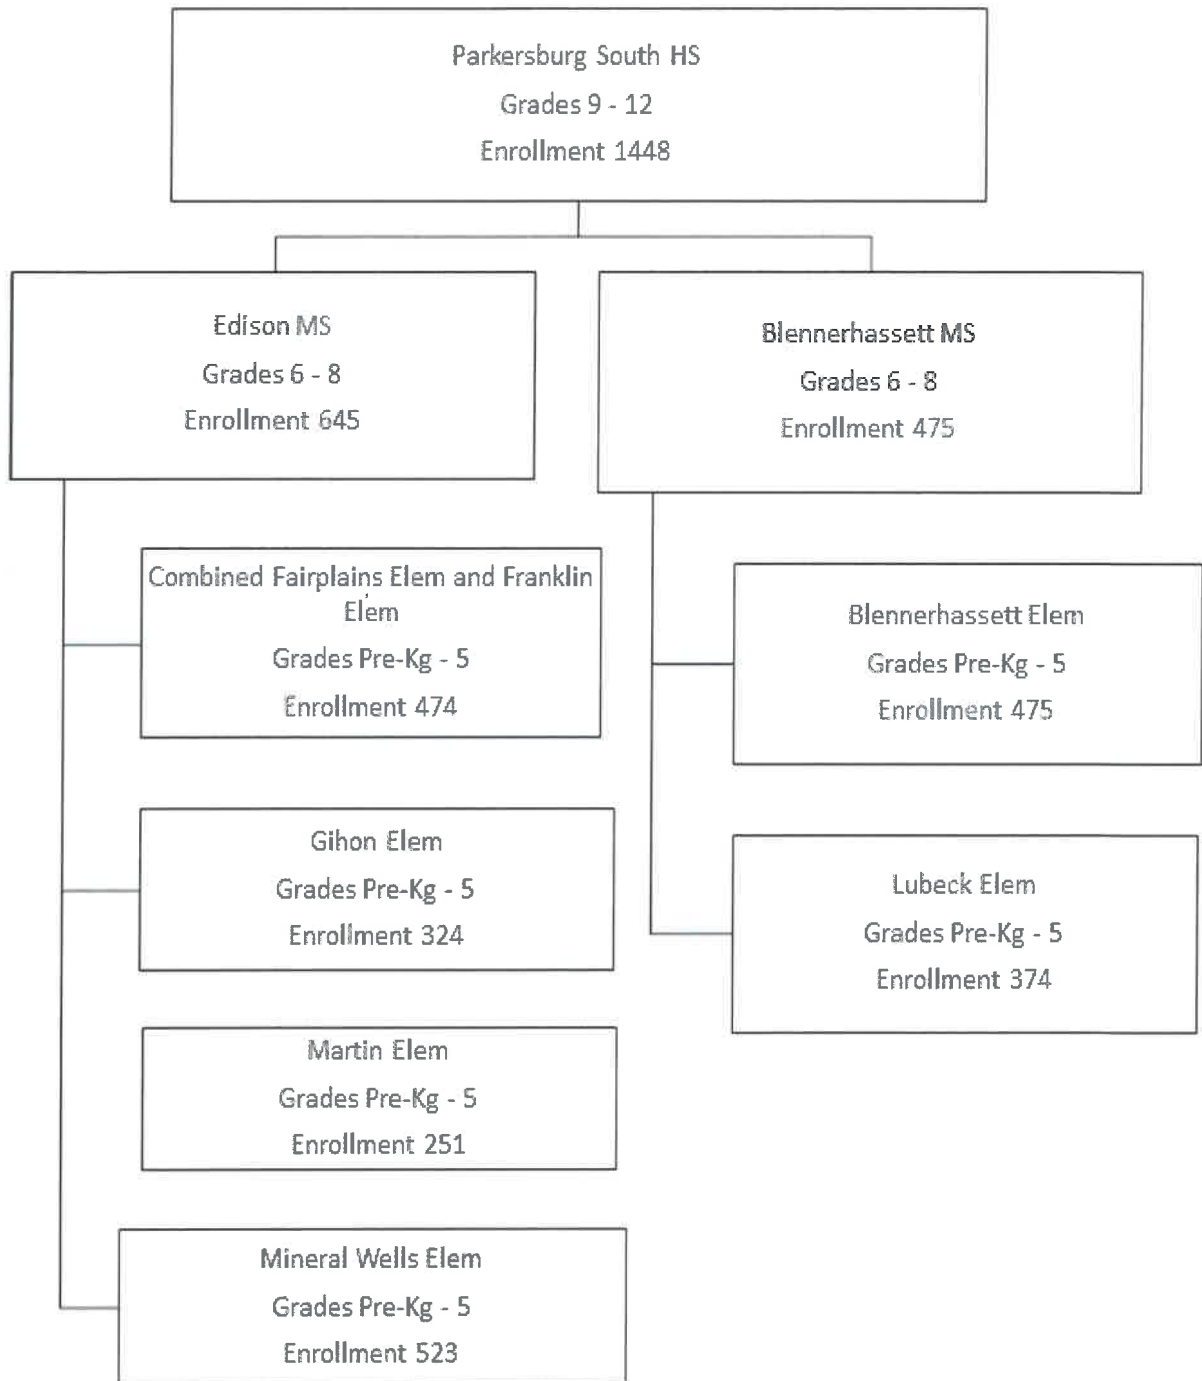 Parkersburg South HS
Grades 9 - 12
Enrollment 1448
Edison MS
Grades 6 - 8
Enrollment 645
Blennerhassett MS
Grades 6 - 8
Enrollment 475
Combined Fairplains Elem and Franklin
Elem
Grades Pre-Kg - 5
Enrollment 474
Gihon Elem
Grades Pre-Kg - 5
Enrollment 324
Martin Elem
Grades Pre-Kg - 5
Enrollment 251
Mineral Wells Elem
Grades Pre-Kg - 5
Enrollment 523
Blennerhassett Elem
Grades Pre-Kg - 5
Enrollment 475
Lubeck Elem
Grades Pre-Kg - 5
Enrollment 374